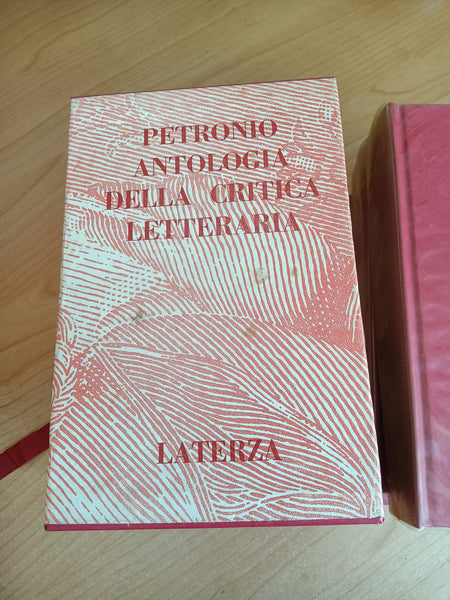 PETRONIO
ANTOLOGIA
DELLA CRITICA
LETTERARIA
LATERZA